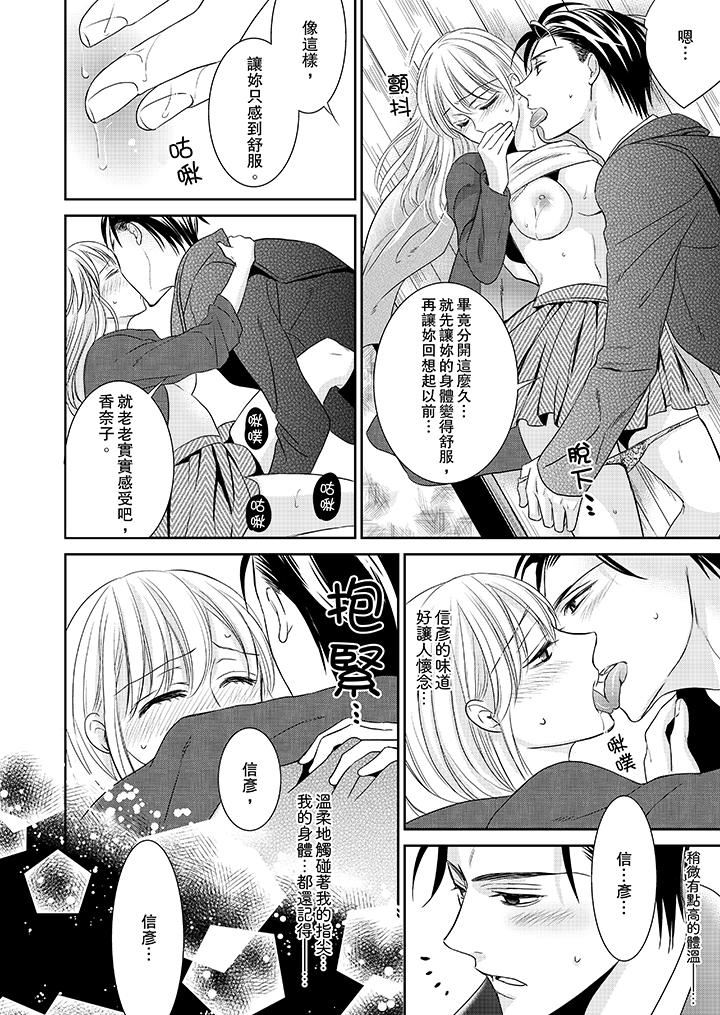 嗯…
顫抖
畢竟分開這麼久…
就先讓妳的身體變得舒服，
再讓妳回想起以前…
脫下…
像這樣，
讓妳只感到舒服。
咕啾
啾噗
咕啾
咕啾
就老老實實感受吧，
香奈子。
信彥的味道
好讓人懷念…
啾噗
稍微有點高的體溫………
信…彥…
抱緊…
信彥，
溫柔地觸碰著我的指尖…
我的身體…都還記得………
信彥…